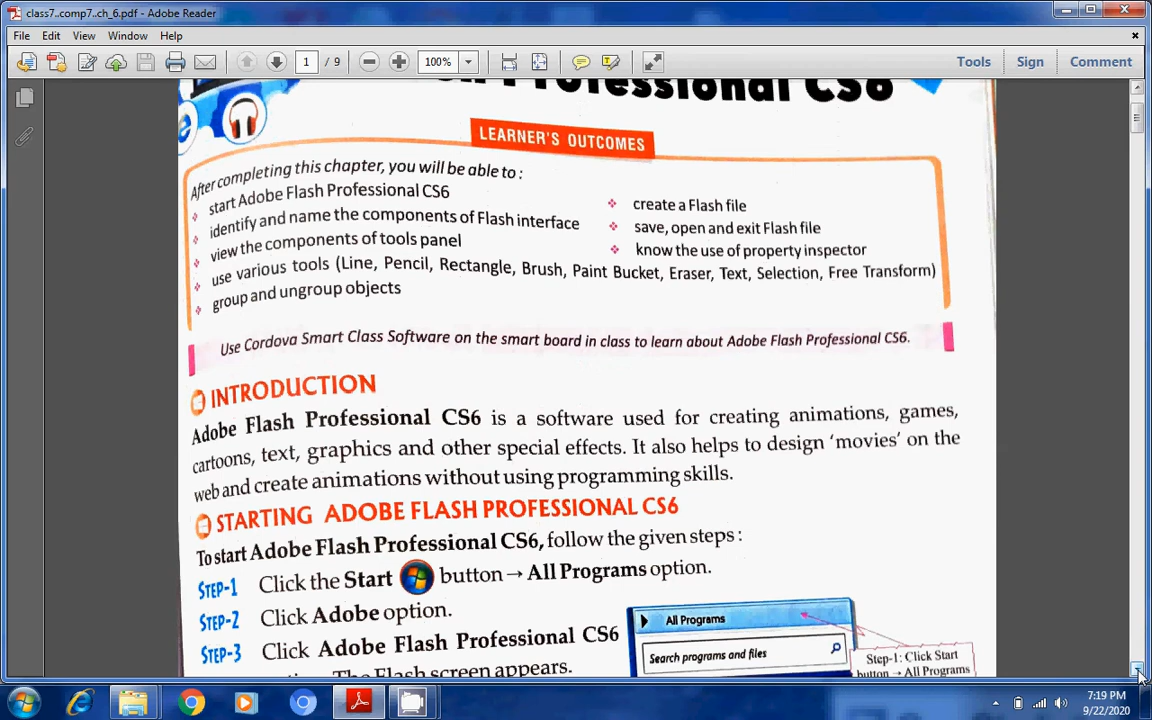 class7..comp7..ch_6.pdf - Adobe Reader
File Edit View Window Help
1 / 9 100% Tools Sign Comment
Professional CS6
LEARNER'S OUTCOMES
After completing this chapter, you will be able to :
start Adobe Flash Professional CS6
create a Flash file
identify and name the components of Flash interface
save, open and exit Flash file
view the components of tools panel
know the use of property inspector
use various tools (Line, Pencil, Rectangle, Brush, Paint Bucket, Eraser, Text, Selection, Free Transform)
group and ungroup objects
Use Cordova Smart Class Software on the smart board in class to learn about Adobe Flash Professional CS6.
INTRODUCTION
Adobe Flash Professional CS6 is a software used for creating animations, games,
cartoons, text, graphics and other special effects. It also helps to design 'movies' on the
web and create animations without using programming skills.
STARTING ADOBE FLASH PROFESSIONAL CS6
To start Adobe Flash Professional CS6, follow the given steps :
STEP-1 Click the Start button → All Programs option.
STEP-2 Click Adobe option.
STEP-3 Click Adobe Flash Professional CS6
The Flash screen appears.
All Programs
Search programs and files
Step-1: Click Start
button → All Programs
7:19 PM
9/22/2020